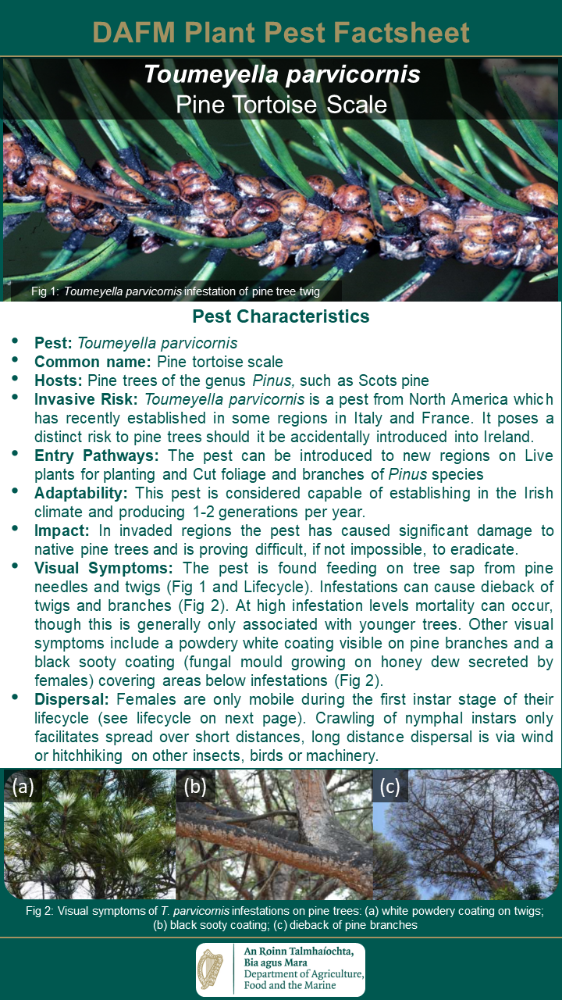 DAFM Plant Pest Factsheet
Toumeyella parvicornis
Pine Tortoise Scale
Fig 1: Toumeyella parvicornis infestation of pine tree twig
Pest Characteristics
• Pest: Toumeyella parvicornis
• Common name: Pine tortoise scale
• Hosts: Pine trees of the genus Pinus, such as Scots pine
• Invasive Risk: Toumeyella parvicornis is a pest from North America which
has recently established in some regions in Italy and France. It poses a
distinct risk to pine trees should it be accidentally introduced into Ireland.
• Entry Pathways: The pest can be introduced to new regions on Live
plants for planting and Cut foliage and branches of Pinus species
• Adaptability: This pest is considered capable of establishing in the Irish
climate and producing 1-2 generations per year.
• Impact: In invaded regions the pest has caused significant damage to
native pine trees and is proving difficult, if not impossible, to eradicate.
• Visual Symptoms: The pest is found feeding on tree sap from pine
needles and twigs (Fig 1 and Lifecycle). Infestations can cause dieback of
twigs and branches (Fig 2). At high infestation levels mortality can occur,
though this is generally only associated with younger trees. Other visual
symptoms include a powdery white coating visible on pine branches and a
black sooty coating (fungal mould growing on honey dew secreted by
females) covering areas below infestations (Fig 2).
• Dispersal: Females are only mobile during the first instar stage of their
lifecycle (see lifecycle on next page). Crawling of nymphal instars only
facilitates spread over short distances, long distance dispersal is via wind
or hitchhiking on other insects, birds or machinery.
(a)
(b)
(c)
Fig 2: Visual symptoms of T. parvicornis infestations on pine trees: (a) white powdery coating on twigs;
(b) black sooty coating; (c) dieback of pine branches
An Roinn Talmhaíochta,
Bia agus Mara
Department of Agriculture,
Food and the Marine